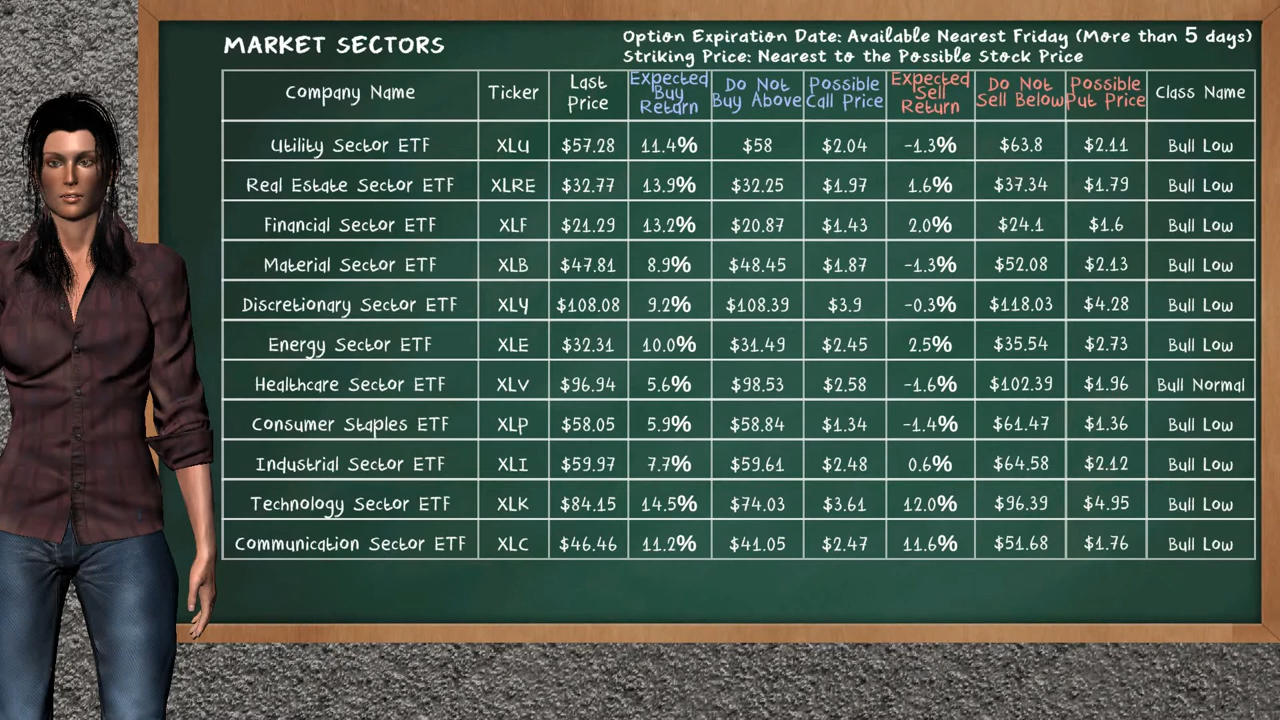 MARKET SECTORS
Option Expiration Date: Available Nearest Friday (More than 5 days)
Striking Price: Nearest to the Possible Stock Price
Company Name Ticker Last Price Expected Buy Return Do Not Buy Above Possible Call Price Expected Sell Return Do Not Sell Below Possible Put Price Class Name
Utility Sector ETF XLU $57.28 11.4% $58 $2.04 -1.3% $63.8 $2.11 Bull Low
Real Estate Sector ETF XLRE $32.77 13.9% $32.25 $1.97 1.6% $37.34 $1.79 Bull Low
Financial Sector ETF XLF $21.29 13.2% $20.87 $1.43 2.0% $24.1 $1.6 Bull Low
Material Sector ETF XLB $47.81 8.9% $48.45 $1.87 -1.3% $52.08 $2.13 Bull Low
Discretionary Sector ETF XLY $108.08 9.2% $108.39 $3.9 -0.3% $118.03 $4.28 Bull Low
Energy Sector ETF XLE $32.31 10.0% $31.49 $2.45 2.5% $35.54 $2.73 Bull Low
Healthcare Sector ETF XLV $96.94 5.6% $98.53 $2.58 -1.6% $102.39 $1.96 Bull Normal
Consumer Staples ETF XLP $58.05 5.9% $58.84 $1.34 -1.4% $61.47 $1.36 Bull Low
Industrial Sector ETF XLI $59.97 7.7% $59.61 $2.48 0.6% $64.58 $2.12 Bull Low
Technology Sector ETF XLK $84.15 14.5% $74.03 $3.61 12.0% $96.39 $4.95 Bull Low
Communication Sector ETF XLC $46.46 11.2% $41.05 $2.47 11.6% $51.68 $1.76 Bull Low